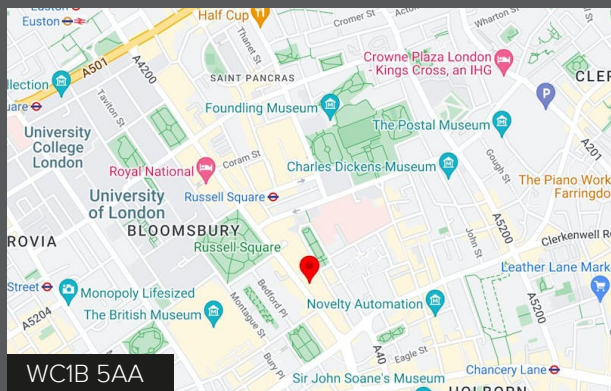 Euston
Euston
Half Cup
Cromer St
Acton
Wharton St
A501
A4200
Thanet St
Crowne Plaza London
- Kings Cross, an IHG
SAINT PANCRAS
CLER
Taviton St
Foundling Museum
P
University
College
London
The Postal Museum
A201
Coram St
Royal National
Charles Dickens Museum
Gough St
University
of London
Russell Square
The Piano Work
Farringdo
BLOOMSBURY
ROVIA
Russell Square
John St
A5200
Clerkenwell R
Leather Lane Mark
Street
Monopoly Lifesized
Bedford Pl
Novelty Automation
A5204
The British Museum
Montague St
A5200
Bury Pl
A40
Eagle St
WC1B 5AA
Sir John Soane's Museum
Chancery Lane
HOLBORN